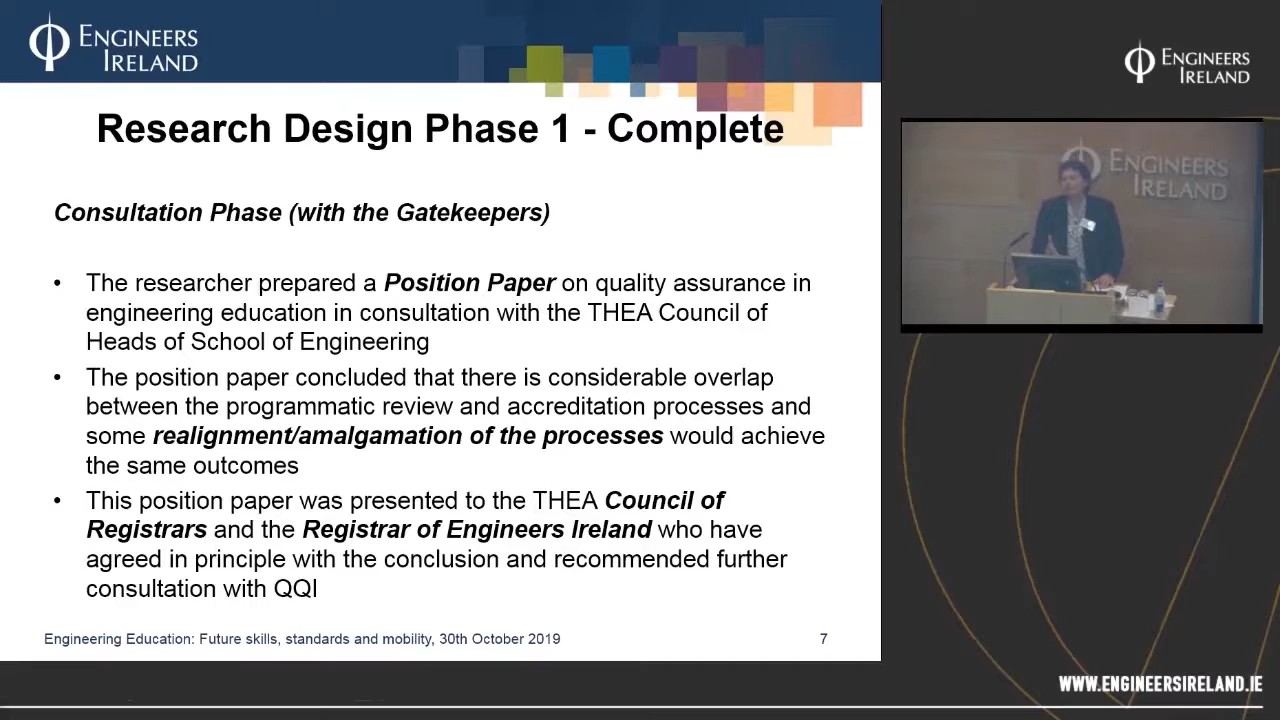 ENGINEERS
IRELAND
Research Design Phase 1 - Complete
Consultation Phase (with the Gatekeepers)
• The researcher prepared a Position Paper on quality assurance in
engineering education in consultation with the THEA Council of
Heads of School of Engineering
• The position paper concluded that there is considerable overlap
between the programmatic review and accreditation processes and
some realignment/amalgamation of the processes would achieve
the same outcomes
• This position paper was presented to the THEA Council of
Registrars and the Registrar of Engineers Ireland who have
agreed in principle with the conclusion and recommended further
consultation with QQI
Engineering Education: Future skills, standards and mobility, 30th October 2019
7
ENGINEERS
IRELAND
ENGINEERS
IRELAND
WWW.ENGINEERSIRELAND.IE